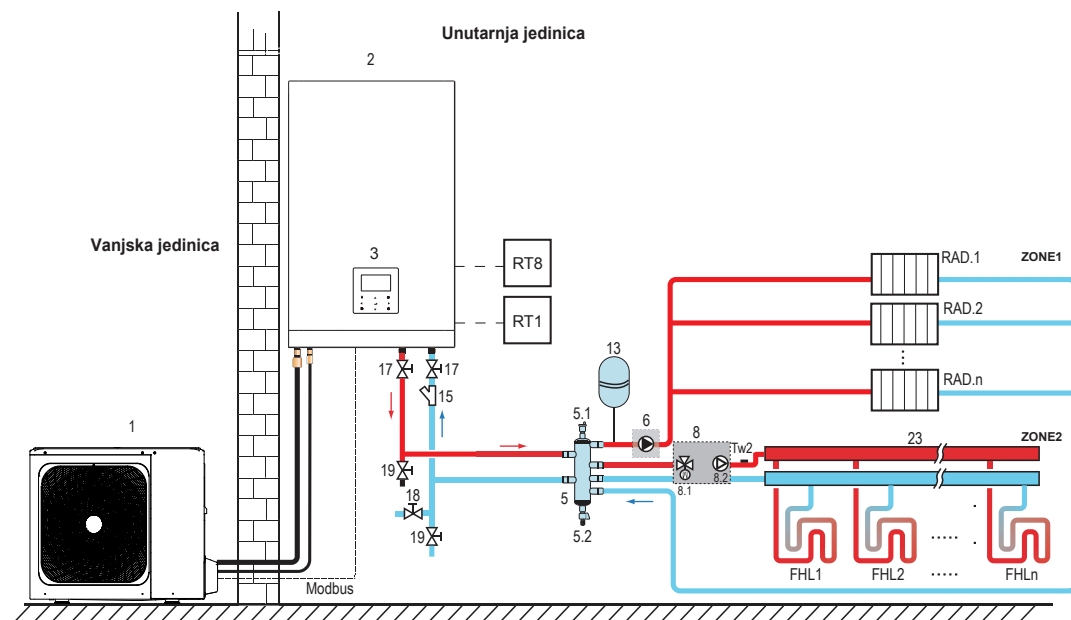 Unutarnja jedinica
2
Vanjska jedinica
3
RT8
RT1
RAD.1
ZONE1
RAD.2
RAD.n
17
17
15
13
1
5.1
6
8
Tw2
23
ZONE2
19
18
19
5
5.2
8.1
8.2
FHL1
FHL2
FHLn
Modbus